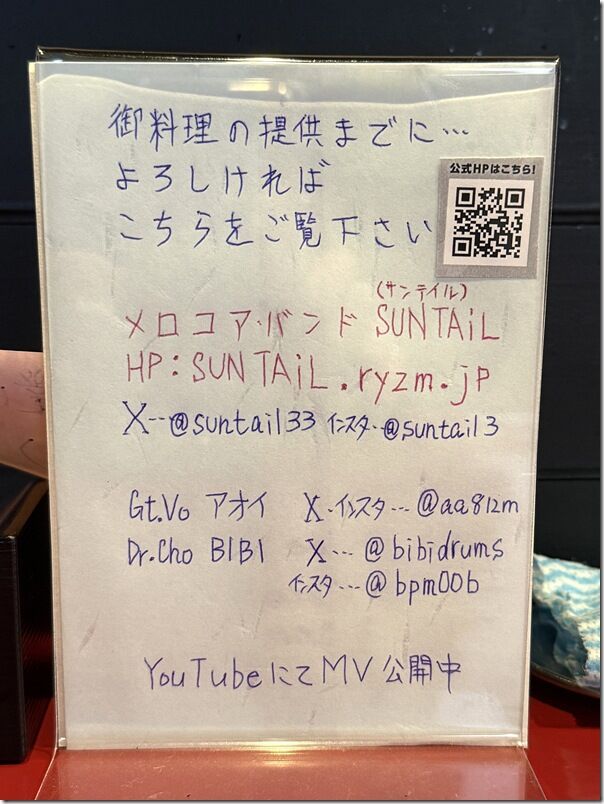 御料理の提供までに…
よろしければ
こちらをご覧下さい
公式HPはこちら!
(サンテイル)
メロコア・バンド SUNTAiL
HP:SUNTAiL.ryzm.jp
X…@suntail33 インスタ…@suntail3
Gt.Vo アオイ X・インスタ…@aa812m
Dr.Cho BIBI X…@bibidrums
インスタ…@bpm00b
YouTubeにてMV公開中